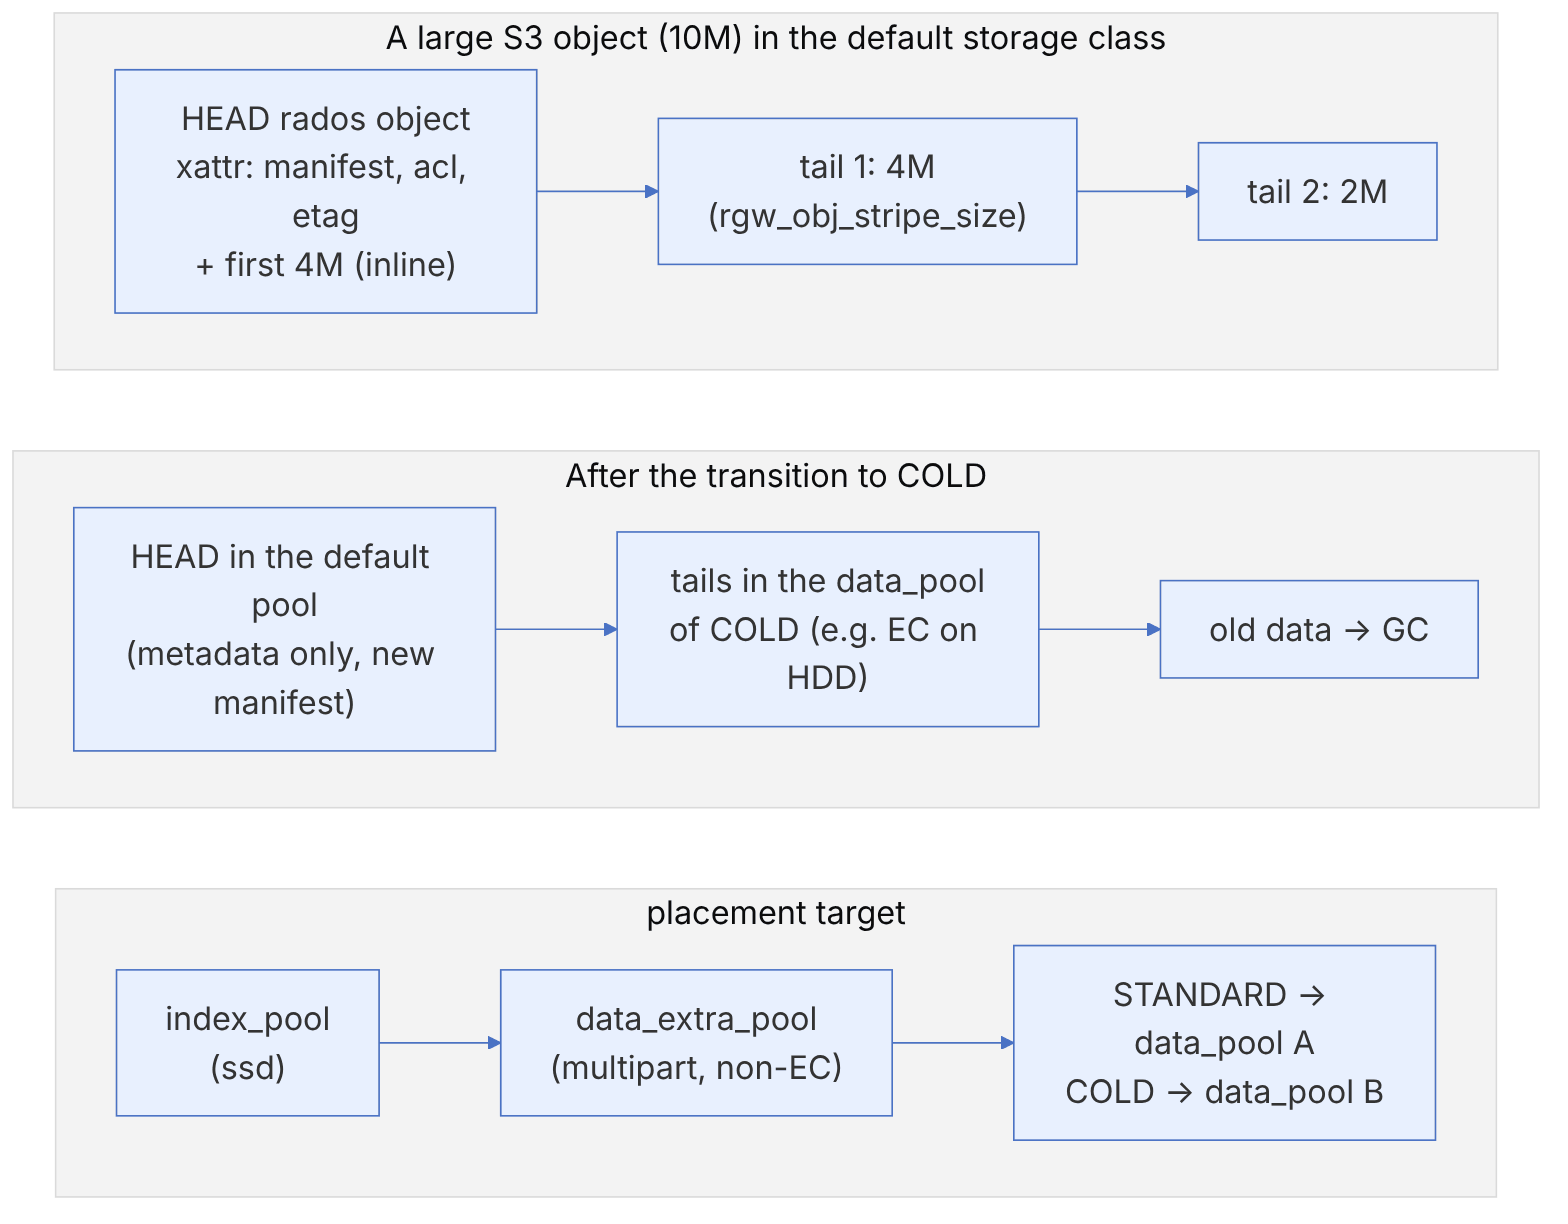 A large S3 object (10M) in the default storage class
HEAD rados object
xattr: manifest, acl,
etag
+ first 4M (inline)
tail 1: 4M
(rgw_obj_stripe_size)
tail 2: 2M
After the transition to COLD
HEAD in the default
pool
(metadata only, new
manifest)
tails in the data_pool
of COLD (e.g. EC on
HDD)
old data → GC
placement target
index_pool
(ssd)
data_extra_pool
(multipart, non-EC)
STANDARD →
data_pool A
COLD → data_pool B